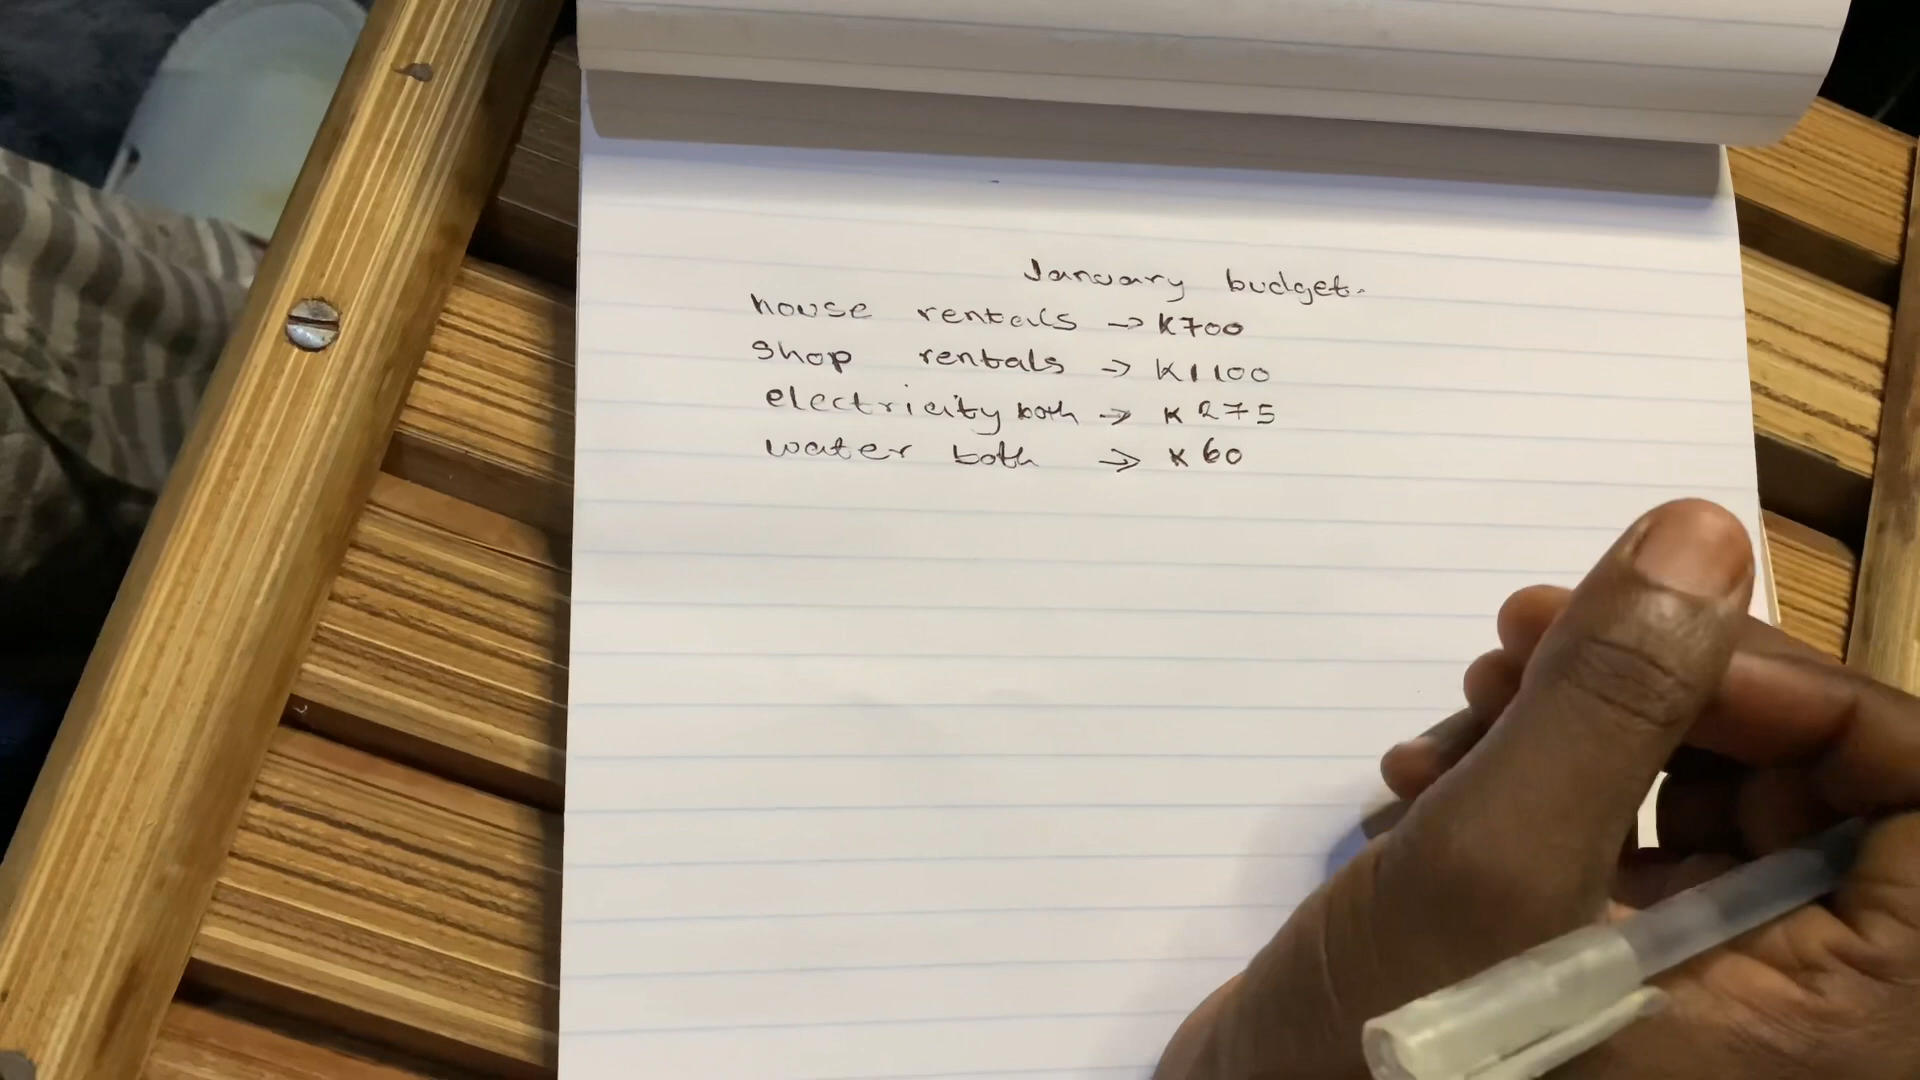 January budget.
house rentals → K700
shop rentals → K1100
electricity both → K275
water both → K60